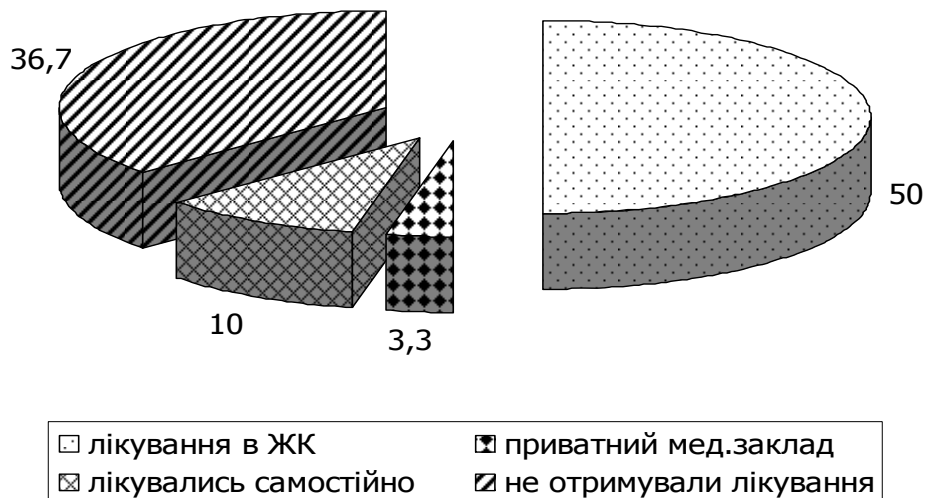 36,7
50
10
3,3
лікування в ЖК
приватний мед.заклад
лікувались самостійно
не отримували лікування